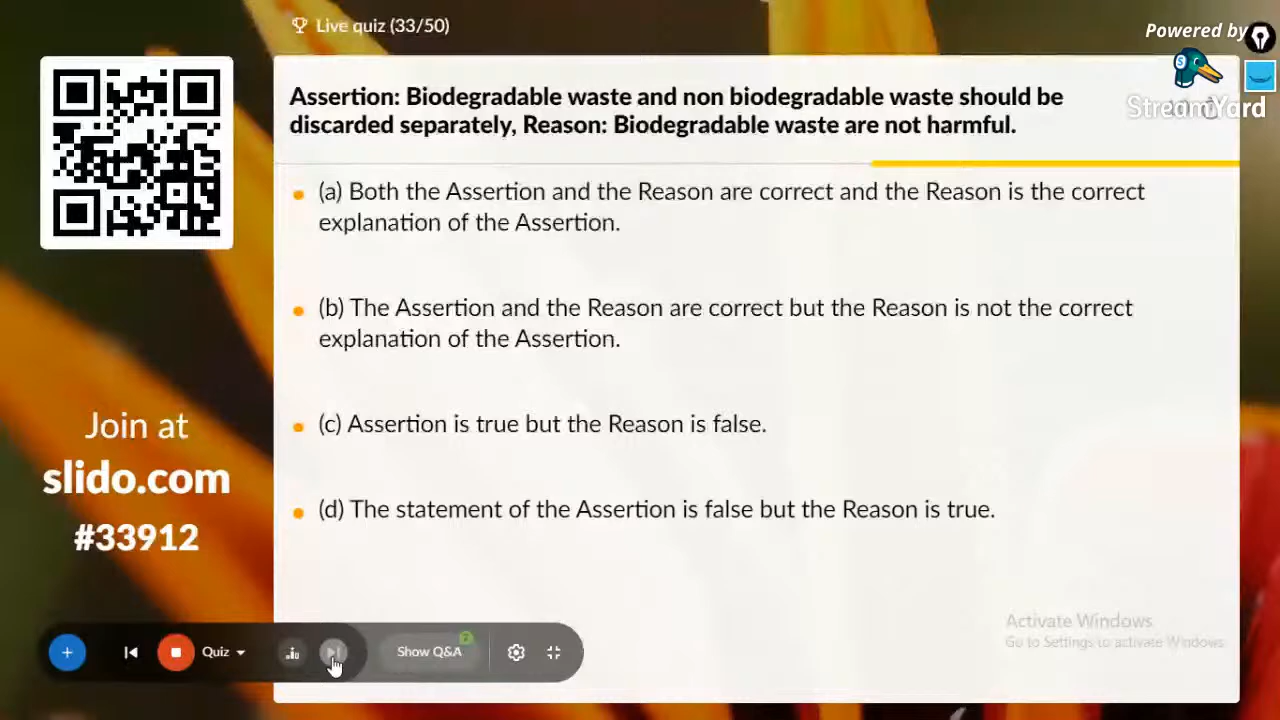 Live quiz (33/50)
Powered by
StreamYard
Assertion: Biodegradable waste and non biodegradable waste should be
discarded separately, Reason: Biodegradable waste are not harmful.
(a) Both the Assertion and the Reason are correct and the Reason is the correct
explanation of the Assertion.
(b) The Assertion and the Reason are correct but the Reason is not the correct
explanation of the Assertion.
(c) Assertion is true but the Reason is false.
(d) The statement of the Assertion is false but the Reason is true.
Join at
slido.com
#33912
Activate Windows
Go to Settings to activate Windows.
Quiz
Show Q&A